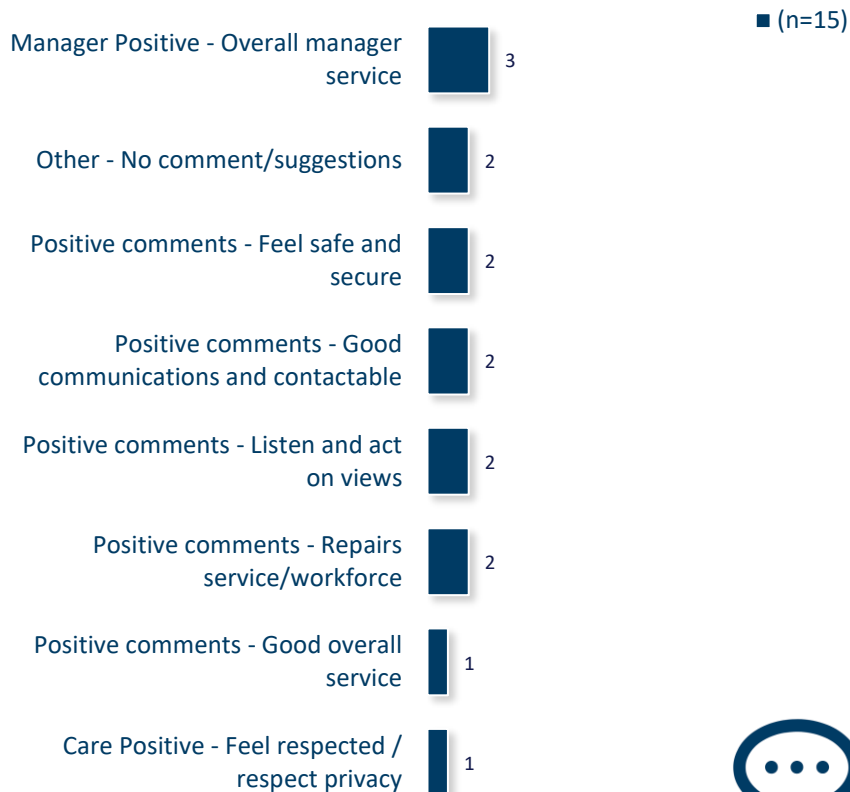 ■ (n=15)
Manager Positive - Overall manager
service
3
Other - No comment/suggestions
2
Positive comments - Feel safe and
secure
2
Positive comments - Good
communications and contactable
2
Positive comments - Listen and act
on views
2
Positive comments - Repairs
service/workforce
2
Positive comments - Good overall
service
1
Care Positive - Feel respected /
respect privacy
1